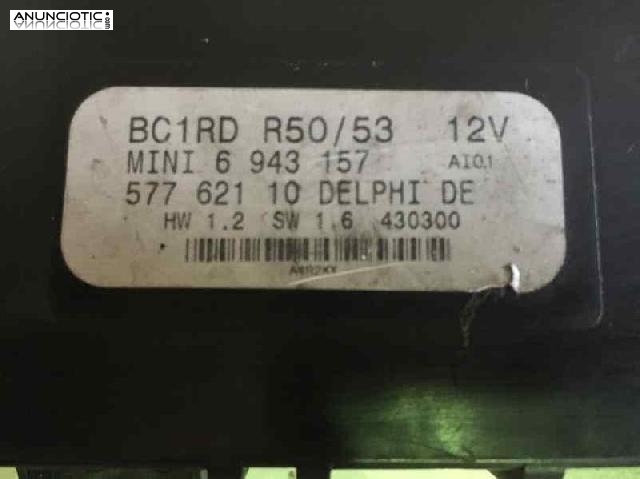 ANUNCIOTIC.es
BC1RD R50/53 12V
MINI 6 943 157 AI0.1
577 621 10 DELPHI DE
HW 1.2 SW 1.6 430300